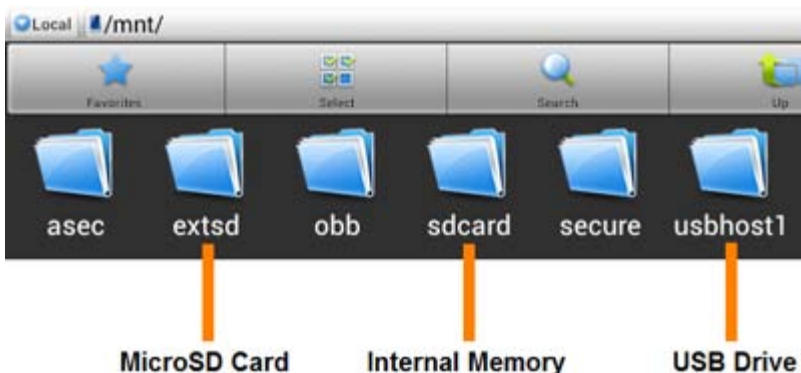 Local /mnt/
Favorites Select Search Up
asec extsd obb sdcard secure usbhost1
MicroSD Card Internal Memory USB Drive